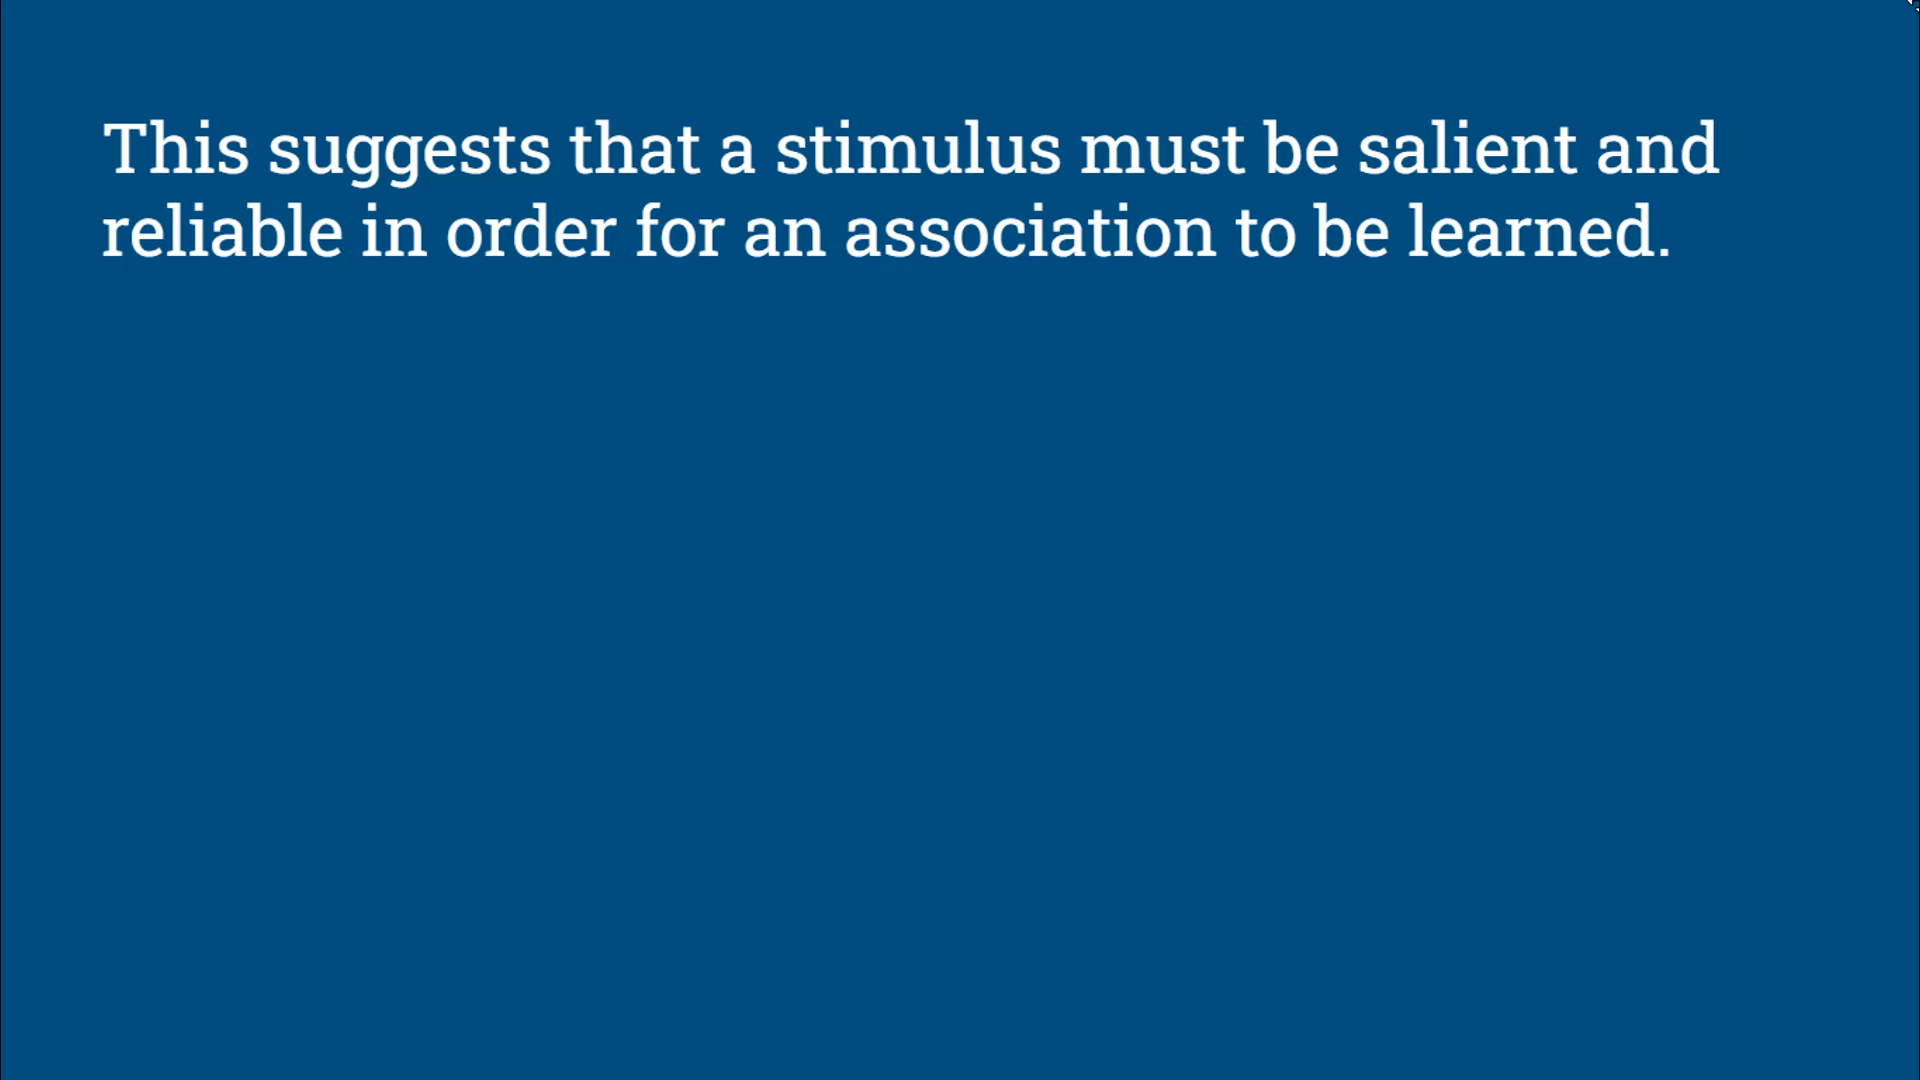 This suggests that a stimulus must be salient and
reliable in order for an association to be learned.